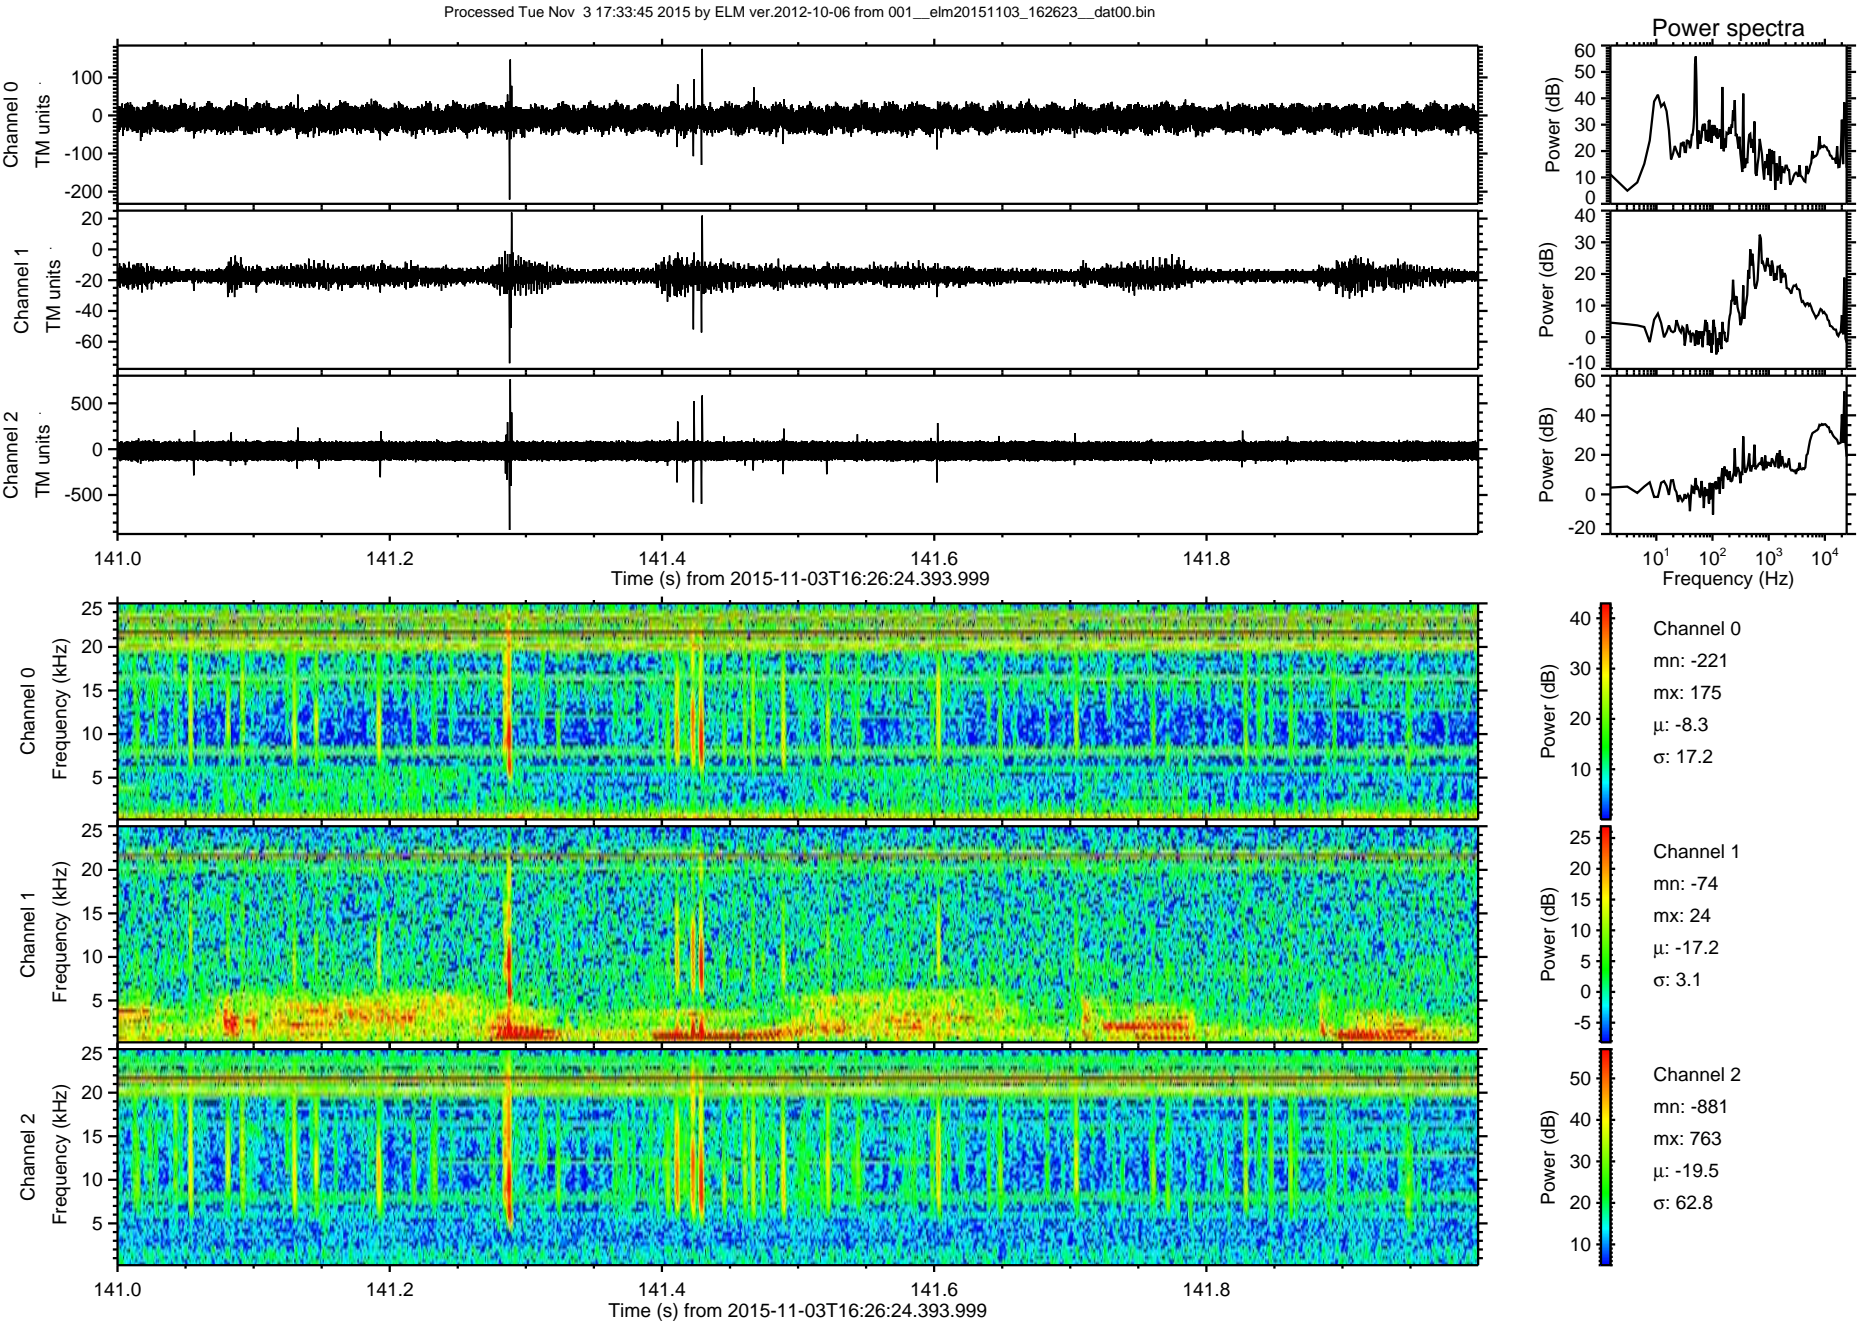 Processed Tue Nov 3 17:33:45 2015 by ELM ver.2012-10-06 from 001__elm20151103_162623__dat00.bin
Power spectra
Channel 0
TM units
100
0
-100
-200
Power (dB)
60
50
40
30
20
10
0
Channel 1
TM units
20
0
-20
-40
-60
Power (dB)
40
30
20
10
0
-10
Channel 2
TM units
500
0
-500
Power (dB)
60
40
20
0
-20
141.0 141.2 141.4 141.6 141.8
Time (s) from 2015-11-03T16:26:24.393.999
10¹ 10² 10³ 10⁴
Frequency (Hz)
Channel 0
Frequency (kHz)
25
20
15
10
5
Power (dB)
40
30
20
10
Channel 0
mn: -221
mx: 175
μ: -8.3
σ: 17.2
Channel 1
Frequency (kHz)
25
20
15
10
5
Power (dB)
25
20
15
10
5
0
-5
Channel 1
mn: -74
mx: 24
μ: -17.2
σ: 3.1
Channel 2
Frequency (kHz)
25
20
15
10
5
Power (dB)
50
40
30
20
10
Channel 2
mn: -881
mx: 763
μ: -19.5
σ: 62.8
141.0 141.2 141.4 141.6 141.8
Time (s) from 2015-11-03T16:26:24.393.999